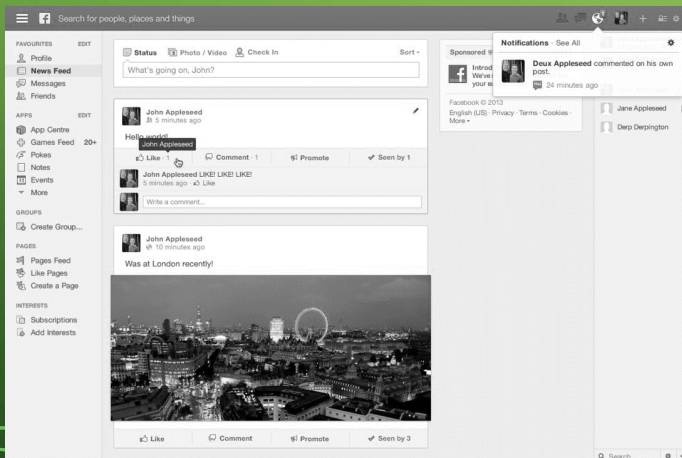 Search for people, places and things
FAVOURITES EDIT
Profile
News Feed
Messages
Friends
APPS EDIT
App Centre
Games Feed 20+
Pokes
Notes
Events
More
GROUPS
Create Group...
PAGES
Pages Feed
Like Pages
Create a Page
INTERESTS
Subscriptions
Add Interests
Status Photo / Video Check In Sort
What's going on, John?
John Appleseed
5 minutes ago
Hello world!
John Appleseed
Like · 1 Comment · 1 Promote Seen by 1
John Appleseed LIKE! LIKE! LIKE!
5 minutes ago · Like
Write a comment...
John Appleseed
10 minutes ago
Was at London recently!
Like Comment Promote Seen by 3
Sponsored
Facebook © 2013
English (US) · Privacy · Terms · Cookies ·
More
Notifications · See All
Deux Appleseed commented on his own
post.
24 minutes ago
Jane Appleseed
Derp Derpington
Search